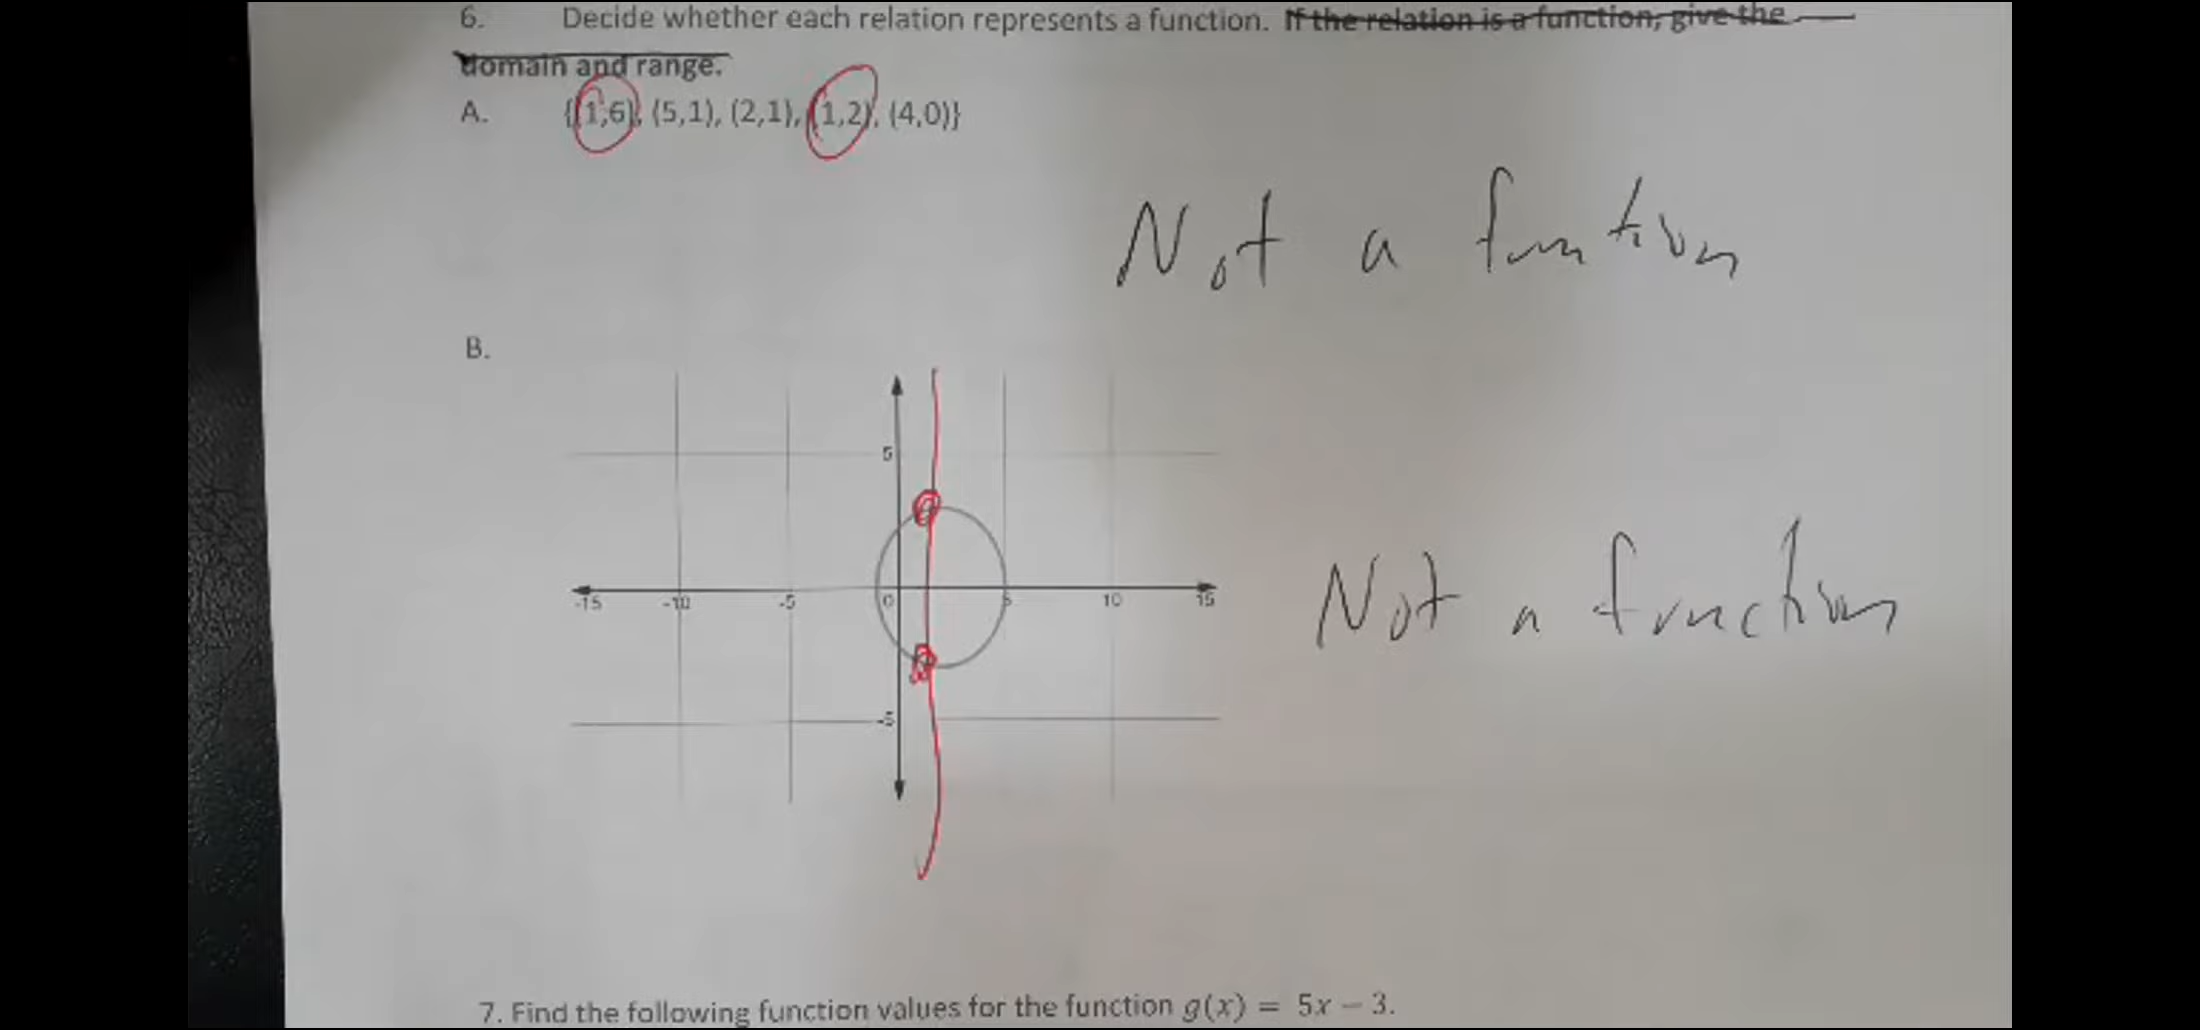 6. Decide whether each relation represents a function. If the relation is a function, give the
domain and range.
A. {(1,6), (5,1), (2,1), (1,2), (4,0)}
Not a funtion
B.
5
-15 -10 -5 0 5 10 15
Not a function
-5
7. Find the following function values for the function g(x) = 5x − 3.